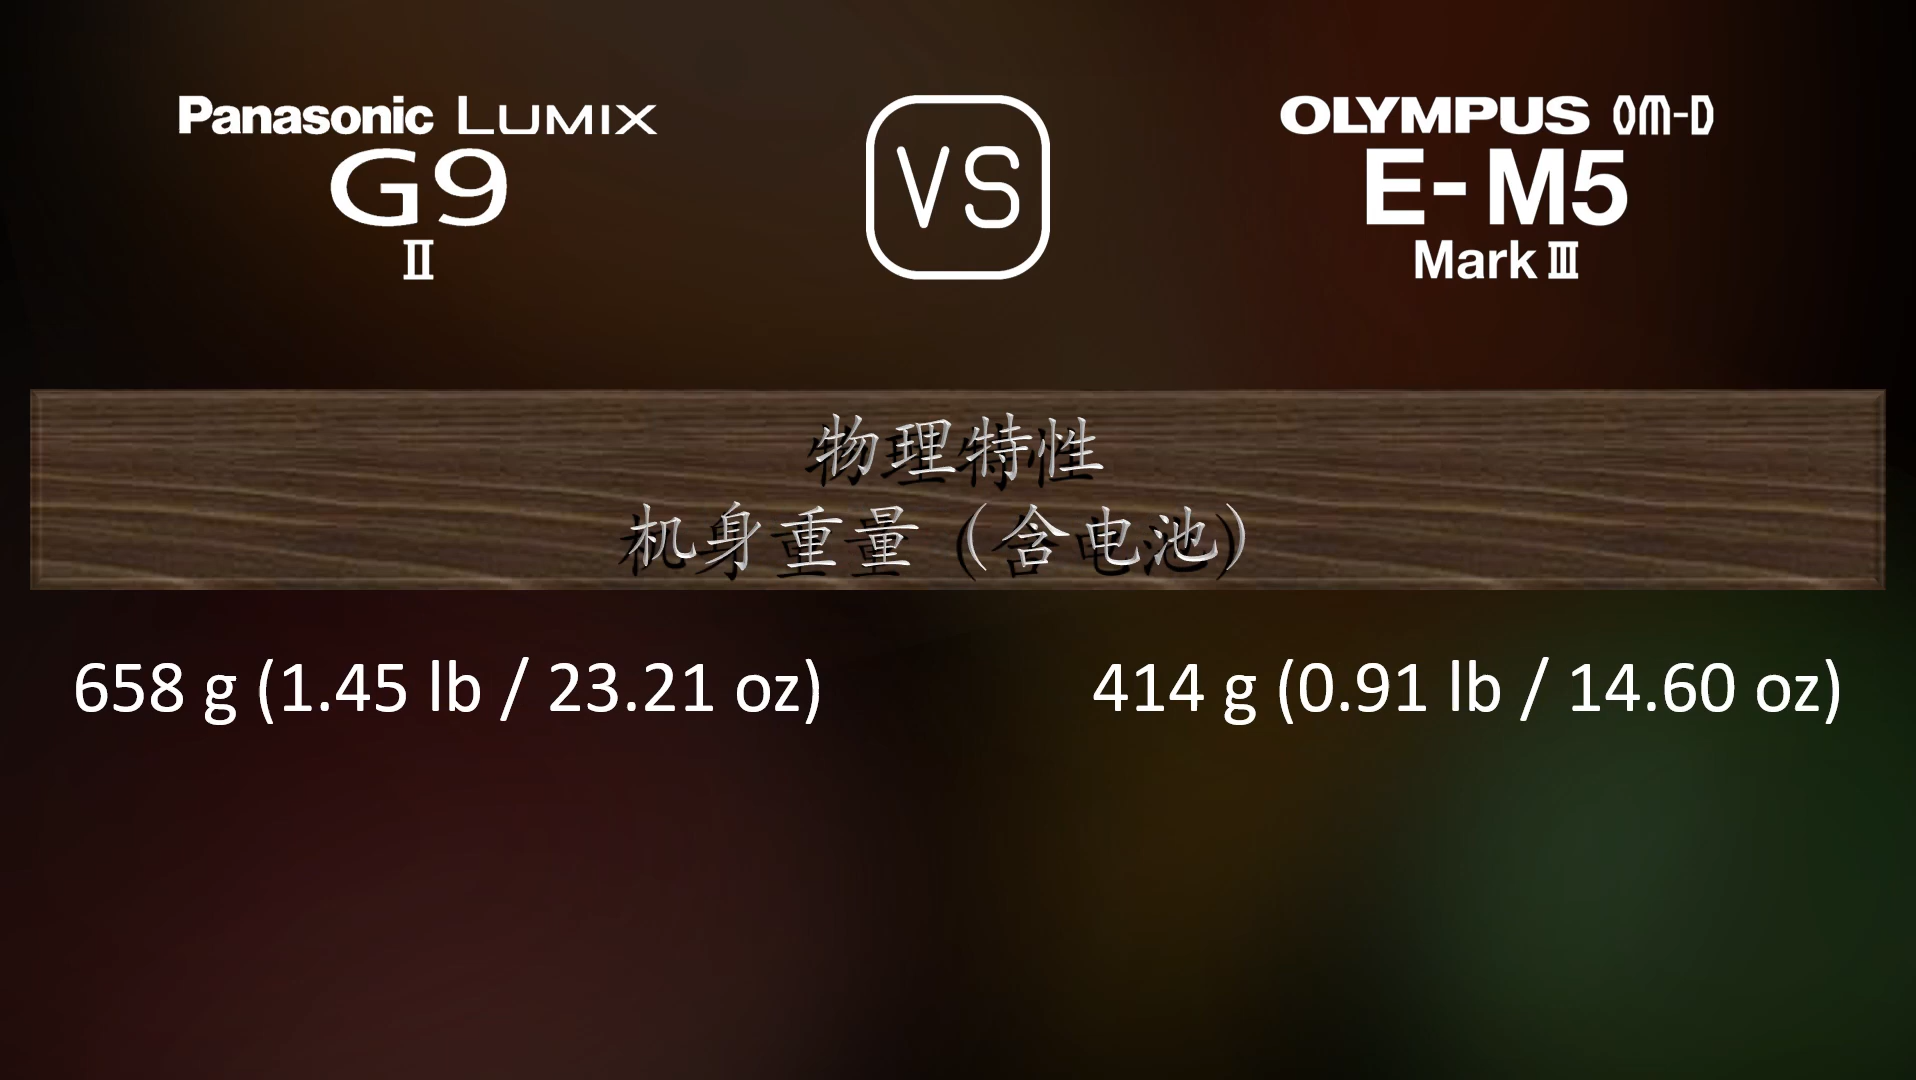 Panasonic LUMIX
G9
II
VS
OLYMPUS OM-D
E-M5
Mark III
物理特性
机身重量（含电池）
658 g (1.45 lb / 23.21 oz)
414 g (0.91 lb / 14.60 oz)